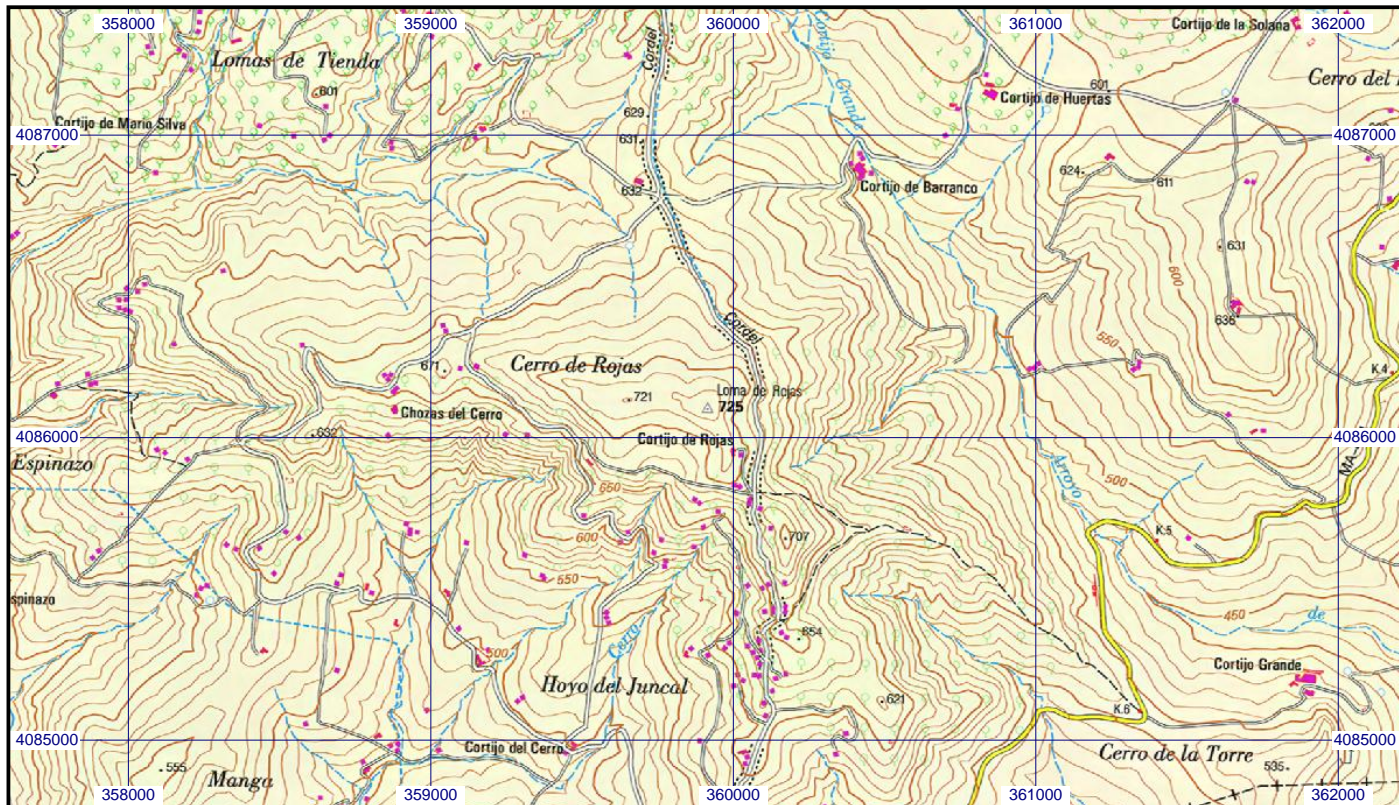 358000
359000
360000
361000
362000
Cortijo de la Solana
Cordel
Cortijo
Grande
Lomas de Tienda
601
601
Cerro del
Cortijo de Huertas
629
Cortijo de Mario Silva
4087000
4087000
631
624
611
632
Cortijo de Barranco
631
600
636
Cordel
550
671
Cerro de Rojas
K.4
721
Loma de Rojas
725
Chozas del Cerro
632
4086000
Cortijo de Rojas
4086000
Espinazo
MA-
Arroyo
500
650
707
600
K.5
550
spinazo
450
de
654
Cerro
500
Cortijo Grande
Hoyo del Juncal
621
K.6
4085000
Cortijo del Cerro
4085000
Cerro de la Torre
555
Manga
535
358000
359000
360000
361000
362000